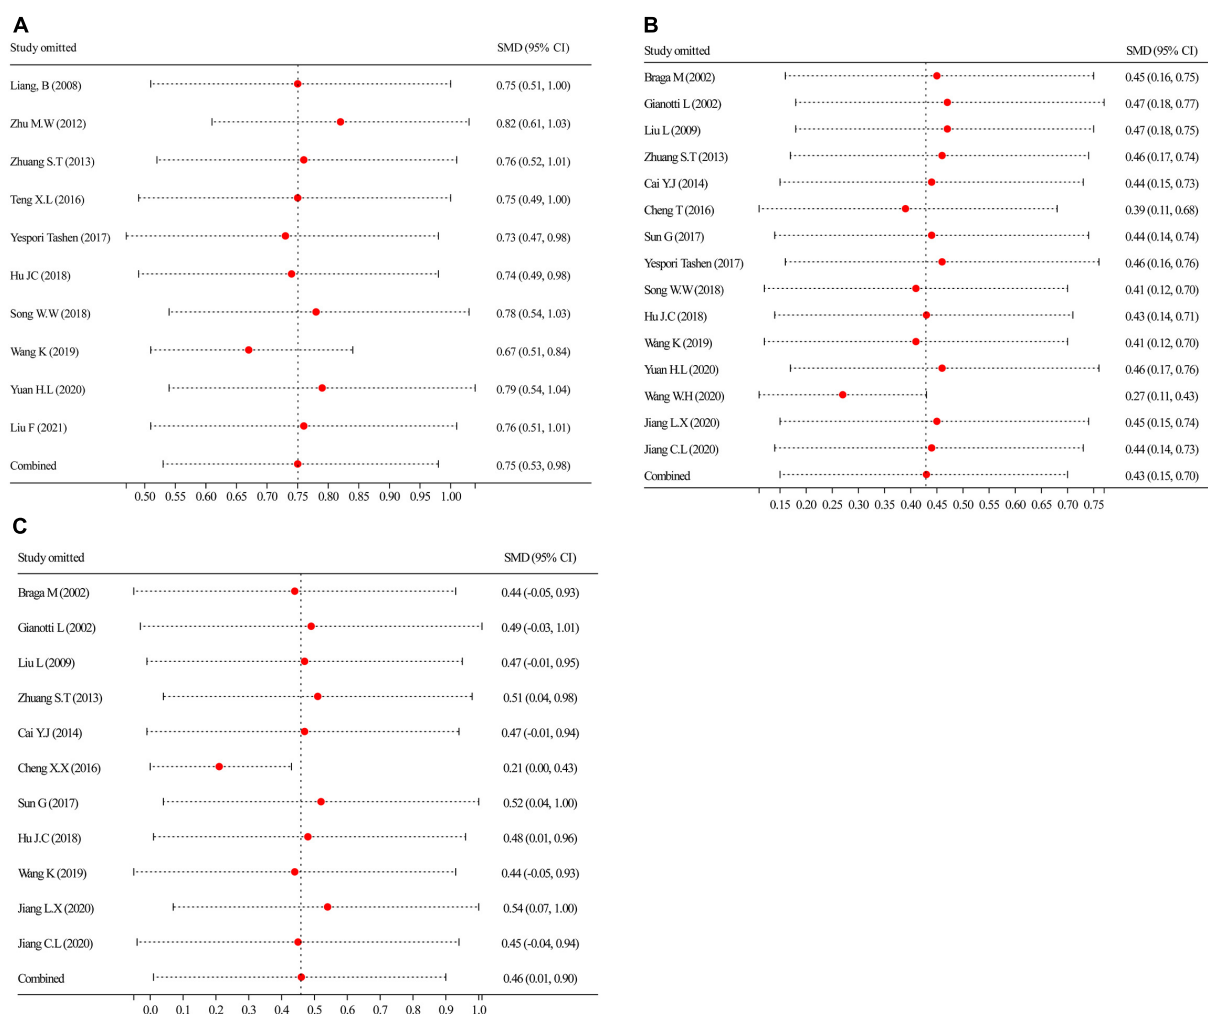 A
Study omitted SMD (95% CI)
Liang, B (2008) 0.75 (0.51, 1.00)
Zhu M.W (2012) 0.82 (0.61, 1.03)
Zhuang S.T (2013) 0.76 (0.52, 1.01)
Teng X.L (2016) 0.75 (0.49, 1.00)
Yespori Tashen (2017) 0.73 (0.47, 0.98)
Hu JC (2018) 0.74 (0.49, 0.98)
Song W.W (2018) 0.78 (0.54, 1.03)
Wang K (2019) 0.67 (0.51, 0.84)
Yuan H.L (2020) 0.79 (0.54, 1.04)
Liu F (2021) 0.76 (0.51, 1.01)
Combined 0.75 (0.53, 0.98)
0.50 0.55 0.60 0.65 0.70 0.75 0.80 0.85 0.90 0.95 1.00
B
Study omitted SMD (95% CI)
Braga M (2002) 0.45 (0.16, 0.75)
Gianotti L (2002) 0.47 (0.18, 0.77)
Liu L (2009) 0.47 (0.18, 0.75)
Zhuang S.T (2013) 0.46 (0.17, 0.74)
Cai Y.J (2014) 0.44 (0.15, 0.73)
Cheng T (2016) 0.39 (0.11, 0.68)
Sun G (2017) 0.44 (0.14, 0.74)
Yespori Tashen (2017) 0.46 (0.16, 0.76)
Song W.W (2018) 0.41 (0.12, 0.70)
Hu J.C (2018) 0.43 (0.14, 0.71)
Wang K (2019) 0.41 (0.12, 0.70)
Yuan H.L (2020) 0.46 (0.17, 0.76)
Wang W.H (2020) 0.27 (0.11, 0.43)
Jiang L.X (2020) 0.45 (0.15, 0.74)
Jiang C.L (2020) 0.44 (0.14, 0.73)
Combined 0.43 (0.15, 0.70)
0.15 0.20 0.25 0.30 0.35 0.40 0.45 0.50 0.55 0.60 0.65 0.70 0.75
C
Study omitted SMD (95% CI)
Braga M (2002) 0.44 (-0.05, 0.93)
Gianotti L (2002) 0.49 (-0.03, 1.01)
Liu L (2009) 0.47 (-0.01, 0.95)
Zhuang S.T (2013) 0.51 (0.04, 0.98)
Cai Y.J (2014) 0.47 (-0.01, 0.94)
Cheng X.X (2016) 0.21 (0.00, 0.43)
Sun G (2017) 0.52 (0.04, 1.00)
Hu J.C (2018) 0.48 (0.01, 0.96)
Wang K (2019) 0.44 (-0.05, 0.93)
Jiang L.X (2020) 0.54 (0.07, 1.00)
Jiang C.L (2020) 0.45 (-0.04, 0.94)
Combined 0.46 (0.01, 0.90)
0.0 0.1 0.2 0.3 0.4 0.5 0.6 0.7 0.8 0.9 1.0